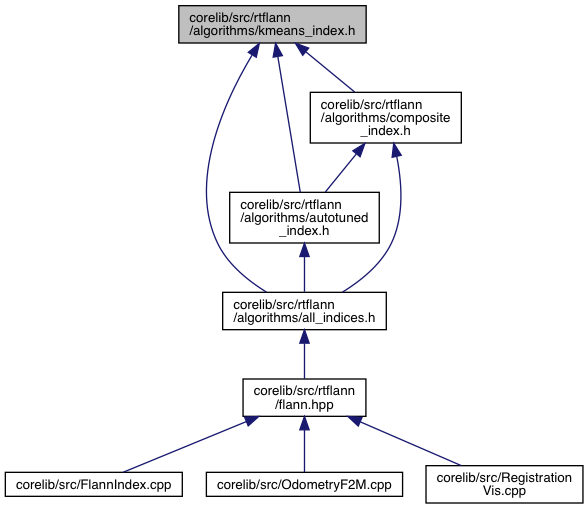 corelib/src/rtflann
/algorithms/kmeans_index.h
corelib/src/rtflann
/algorithms/composite
_index.h
corelib/src/rtflann
/algorithms/autotuned
_index.h
corelib/src/rtflann
/algorithms/all_indices.h
corelib/src/rtflann
/flann.hpp
corelib/src/FlannIndex.cpp
corelib/src/OdometryF2M.cpp
corelib/src/Registration
Vis.cpp